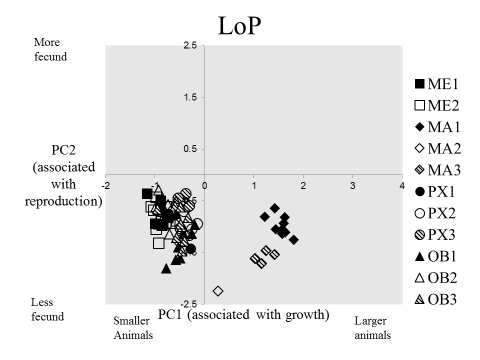 LoP
More
fecund
PC2
(associated
with
reproduction)
Less
fecund
2.5
1.5
0.5
-2
-1
0
1
2
3
4
-2.5
PC1 (associated with growth)
Smaller
Animals
Larger
animals
ME1
ME2
MA1
MA2
MA3
PX1
PX2
PX3
OB1
OB2
OB3